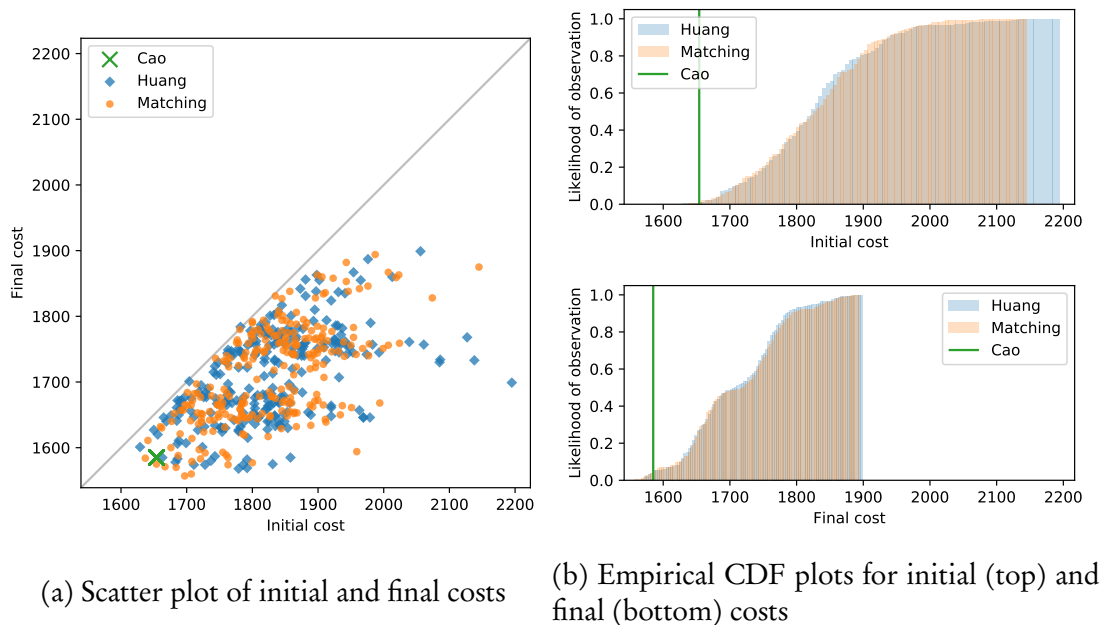 2200
2100
2000
1900
1800
1700
1600
Final cost
Cao
Huang
Matching
1600 1700 1800 1900 2000 2100 2200
Initial cost
(a) Scatter plot of initial and final costs
1.0
0.8
0.6
0.4
0.2
0.0
Likelihood of observation
Huang
Matching
Cao
1600 1700 1800 1900 2000 2100 2200
Initial cost
1.0
0.8
0.6
0.4
0.2
0.0
Likelihood of observation
Huang
Matching
Cao
1600 1700 1800 1900 2000 2100 2200
Final cost
(b) Empirical CDF plots for initial (top) and
final (bottom) costs